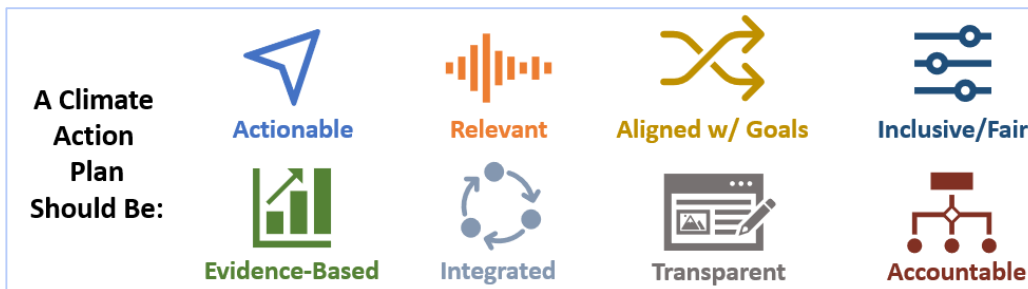 A Climate
Action
Plan
Should Be:
Actionable
Relevant
Aligned w/ Goals
Inclusive/Fair
Evidence-Based
Integrated
Transparent
Accountable